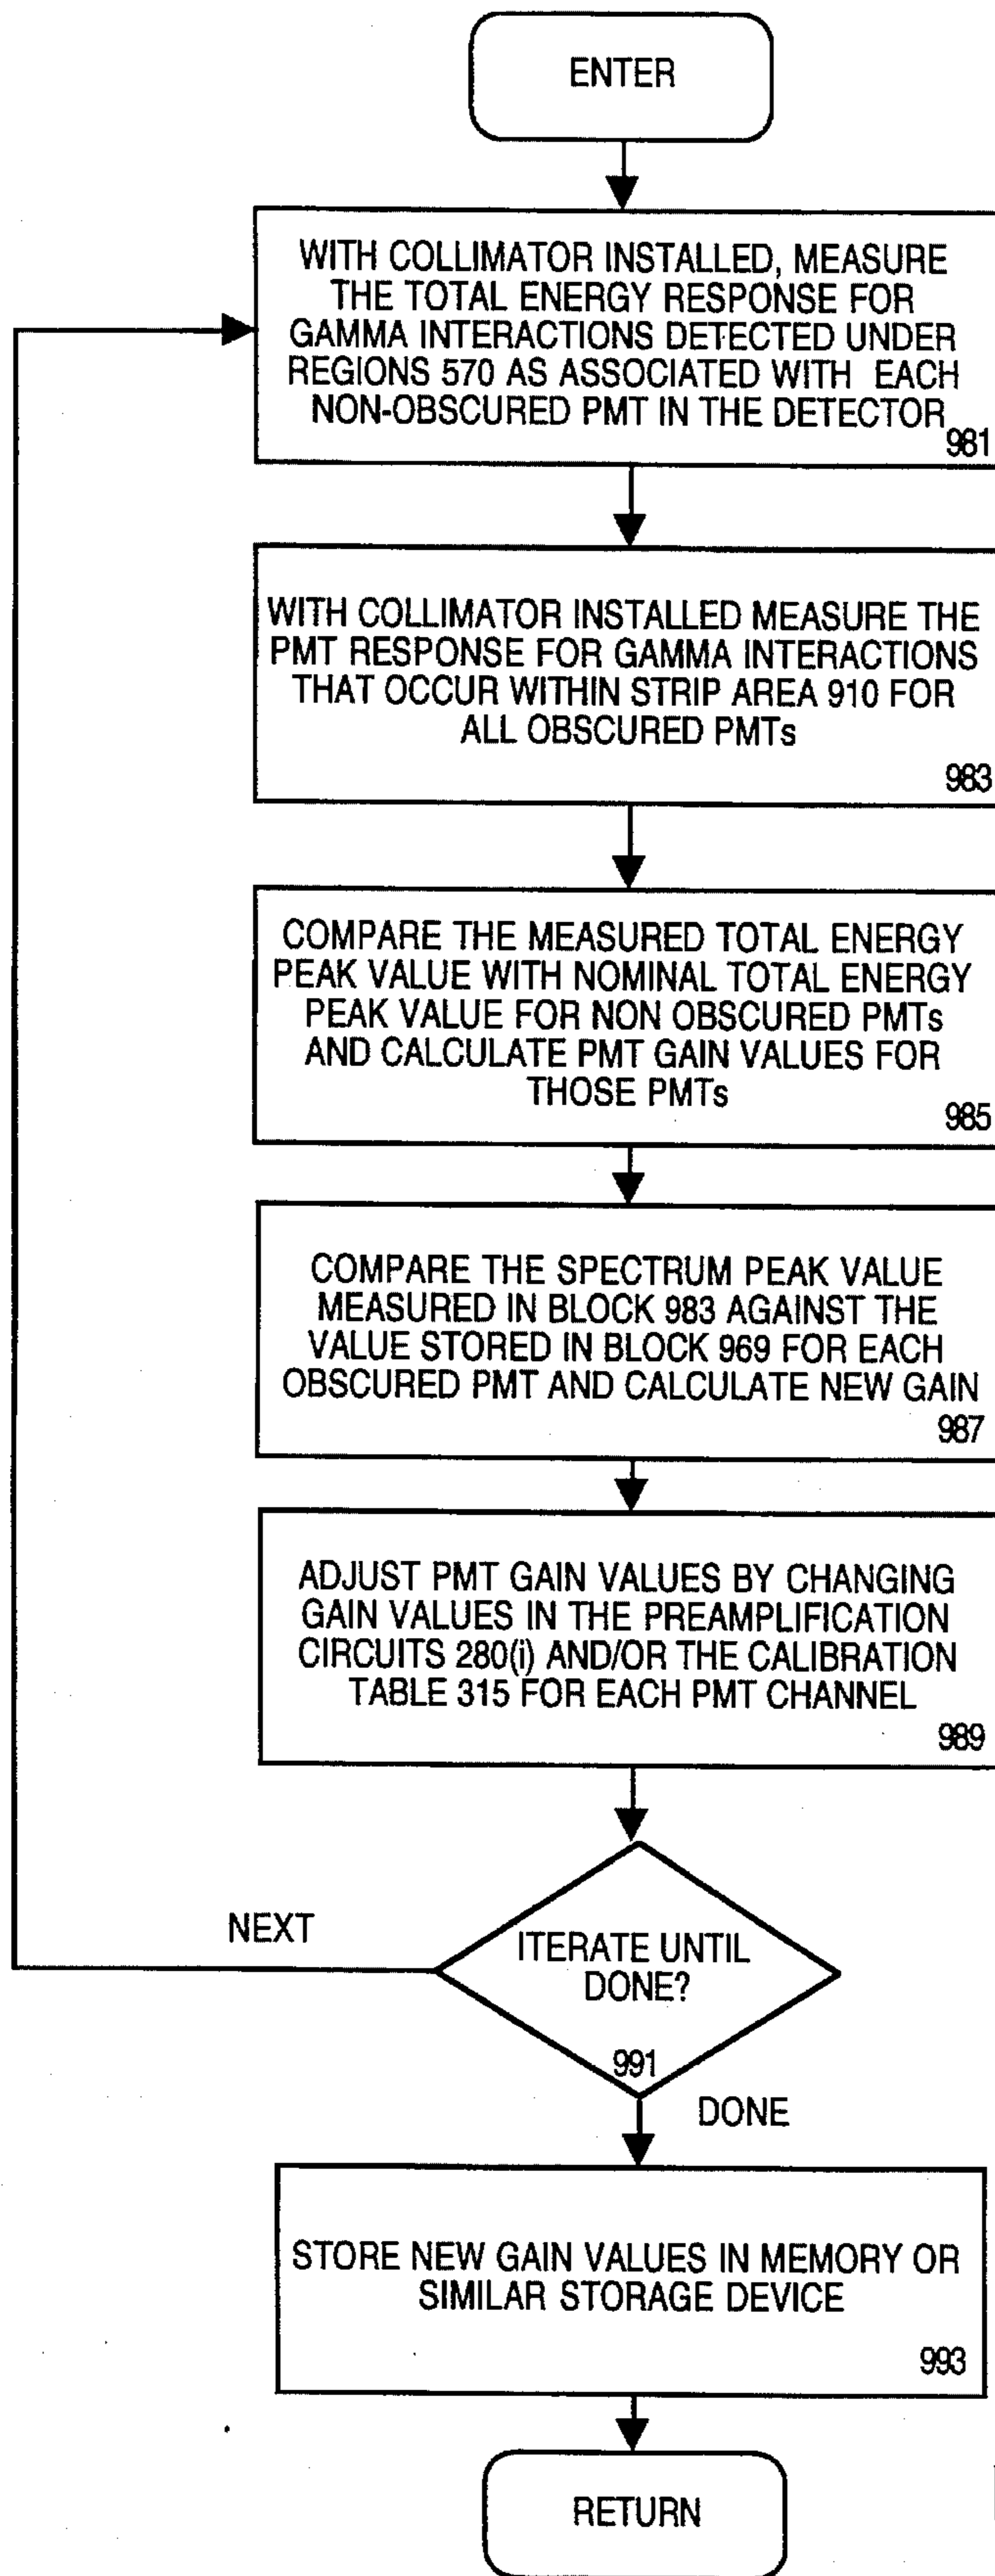 ENTER
WITH COLLIMATOR INSTALLED, MEASURE
THE TOTAL ENERGY RESPONSE FOR
GAMMA INTERACTIONS DETECTED UNDER
REGIONS 570 AS ASSOCIATED WITH EACH
NON-OBSCURED PMT IN THE DETECTOR
981
WITH COLLIMATOR INSTALLED MEASURE THE
PMT RESPONSE FOR GAMMA INTERACTIONS
THAT OCCUR WITHIN STRIP AREA 910 FOR
ALL OBSCURED PMTs
983
COMPARE THE MEASURED TOTAL ENERGY
PEAK VALUE WITH NOMINAL TOTAL ENERGY
PEAK VALUE FOR NON OBSCURED PMTs
AND CALCULATE PMT GAIN VALUES FOR
THOSE PMTs
985
COMPARE THE SPECTRUM PEAK VALUE
MEASURED IN BLOCK 983 AGAINST THE
VALUE STORED IN BLOCK 969 FOR EACH
OBSCURED PMT AND CALCULATE NEW GAIN
987
ADJUST PMT GAIN VALUES BY CHANGING
GAIN VALUES IN THE PREAMPLIFICATION
CIRCUITS 280(i) AND/OR THE CALIBRATION
TABLE 315 FOR EACH PMT CHANNEL
989
NEXT
ITERATE UNTIL
DONE?
991
DONE
STORE NEW GAIN VALUES IN MEMORY OR
SIMILAR STORAGE DEVICE
993
RETURN